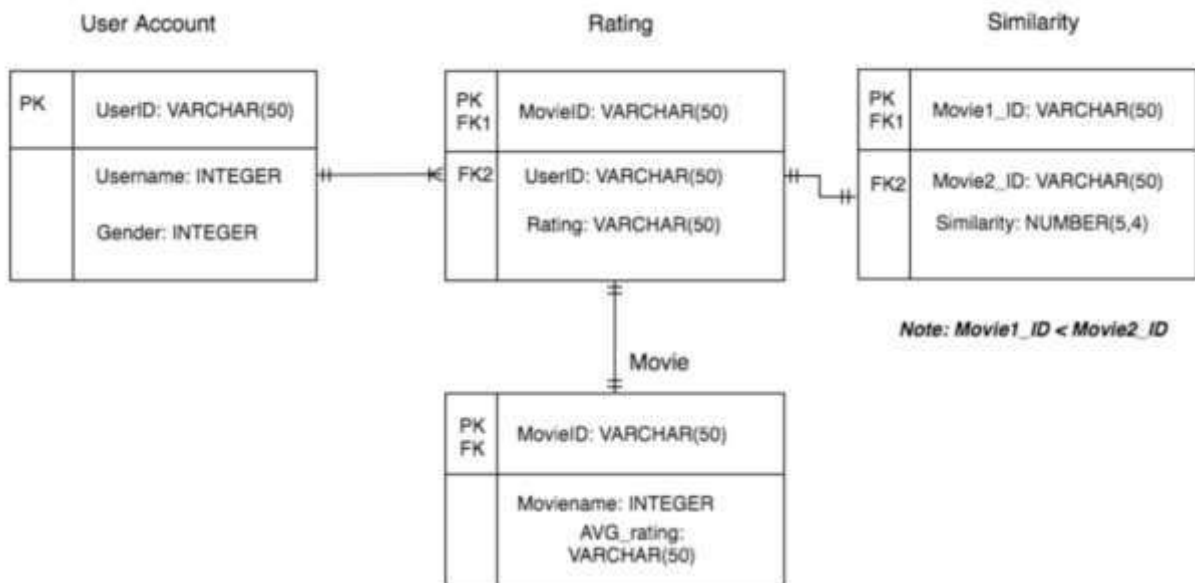 User Account
PK
UserID: VARCHAR(50)
Username: INTEGER
Gender: INTEGER
Rating
PK
FK1
MovieID: VARCHAR(50)
FK2
UserID: VARCHAR(50)
Rating: VARCHAR(50)
Similarity
PK
FK1
Movie1_ID: VARCHAR(50)
FK2
Movie2_ID: VARCHAR(50)
Similarity: NUMBER(5,4)
Note: Movie1_ID < Movie2_ID
Movie
PK
FK
MovieID: VARCHAR(50)
Moviename: INTEGER
AVG_rating:
VARCHAR(50)